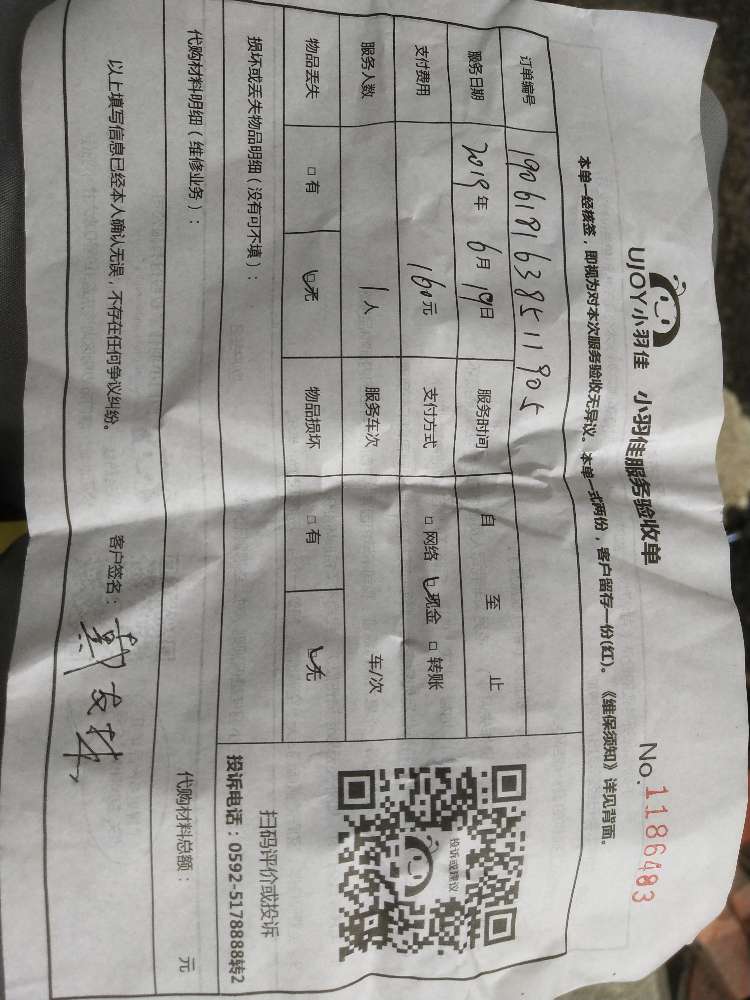 UJOY小羽佳 小羽佳服务验收单 No.1186483
本单一经核签，即视为对本次服务验收无异议。本单一式两份，客户留存一份(红)。《维保须知》详见背面。
订单编号 1906181638511905
服务日期 2019年6月19日 服务时间 自 至 止
支付费用 160元 支付方式 □ 网络 ☑现金 □ 转账
服务人数 1人 服务车次 车/次
物品丢失 □ 有 ☑无 物品损坏 □ 有 ☑无
损坏或丢失物品明细（没有可不填）：
投诉或建议
扫码评价或投诉
投诉电话：0592-5178888转2
代购材料明细（维修业务）： 代购材料总额： 元
以上填写信息已经本人确认无误，不存在任何争议纠纷。 客户签名：